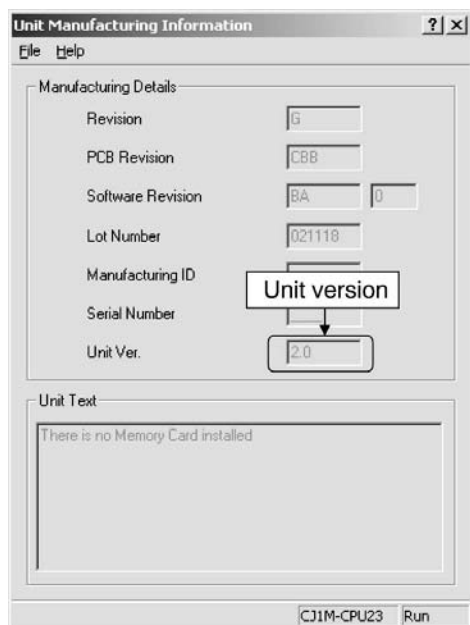 Unit Manufacturing Information
File Help
Manufacturing Details
Revision G
PCB Revision CBB
Software Revision BA 0
Lot Number 021118
Manufacturing ID
Unit version
Serial Number
Unit Ver. 2.0
Unit Text
There is no Memory Card installed
CJ1M-CPU23 Run